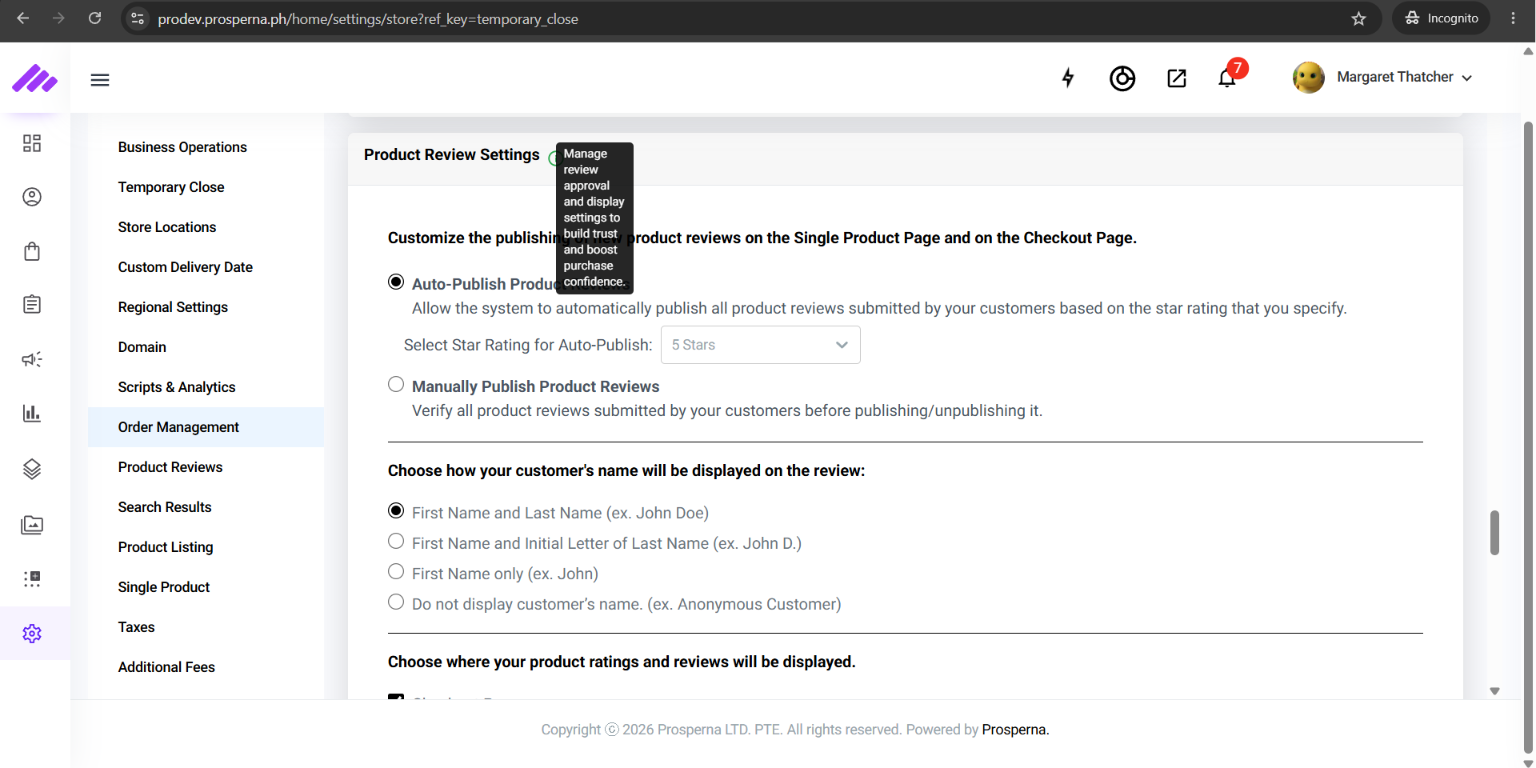 prodev.prosperna.ph/home/settings/store?ref_key=temporary_close
Incognito
7
Margaret Thatcher
Business Operations
Temporary Close
Store Locations
Custom Delivery Date
Regional Settings
Domain
Scripts & Analytics
Order Management
Product Reviews
Search Results
Product Listing
Single Product
Taxes
Additional Fees
Product Review Settings
Manage
review
approval
and display
settings to
build trust
and boost
purchase
confidence.
Customize the publishing of new product reviews on the Single Product Page and on the Checkout Page.
Auto-Publish Product Reviews
Allow the system to automatically publish all product reviews submitted by your customers based on the star rating that you specify.
Select Star Rating for Auto-Publish: 5 Stars
Manually Publish Product Reviews
Verify all product reviews submitted by your customers before publishing/unpublishing it.
Choose how your customer's name will be displayed on the review:
First Name and Last Name (ex. John Doe)
First Name and Initial Letter of Last Name (ex. John D.)
First Name only (ex. John)
Do not display customer's name. (ex. Anonymous Customer)
Choose where your product ratings and reviews will be displayed.
Copyright © 2026 Prosperna LTD. PTE. All rights reserved. Powered by Prosperna.